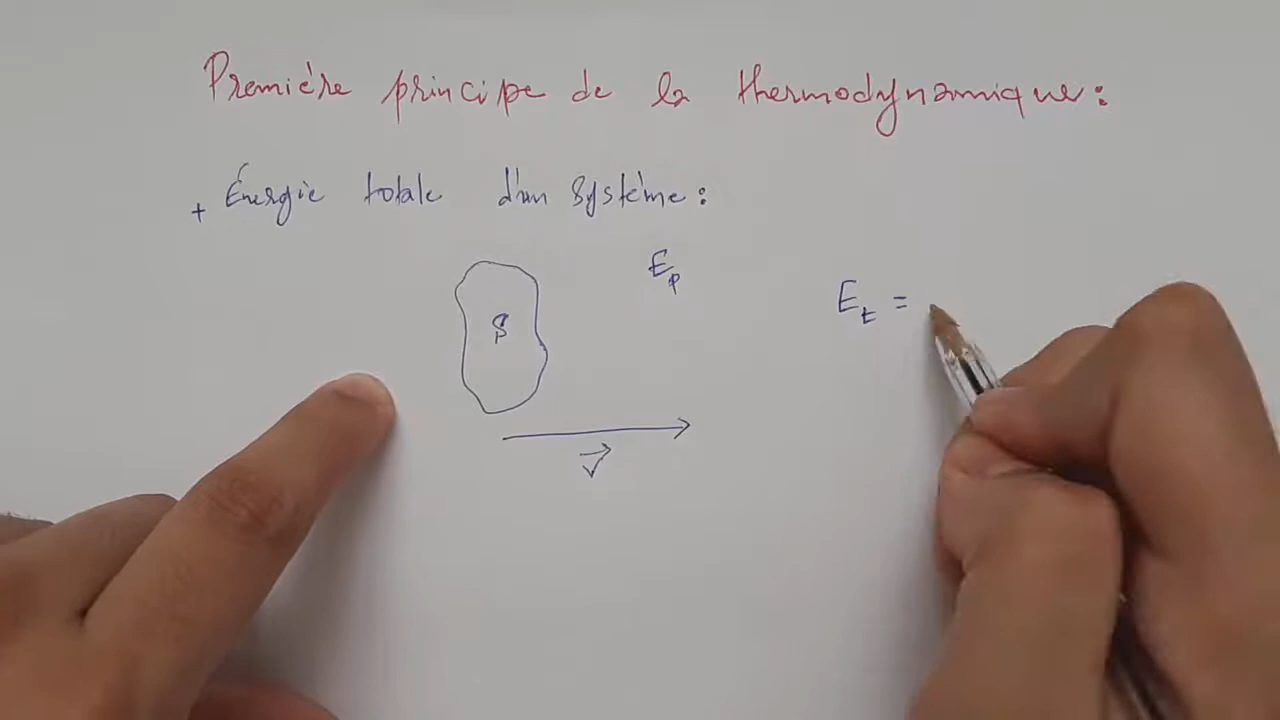 Première principe de la thermodynamique :
+ Énergie totale d'un système :
Ep
Et =
S
V